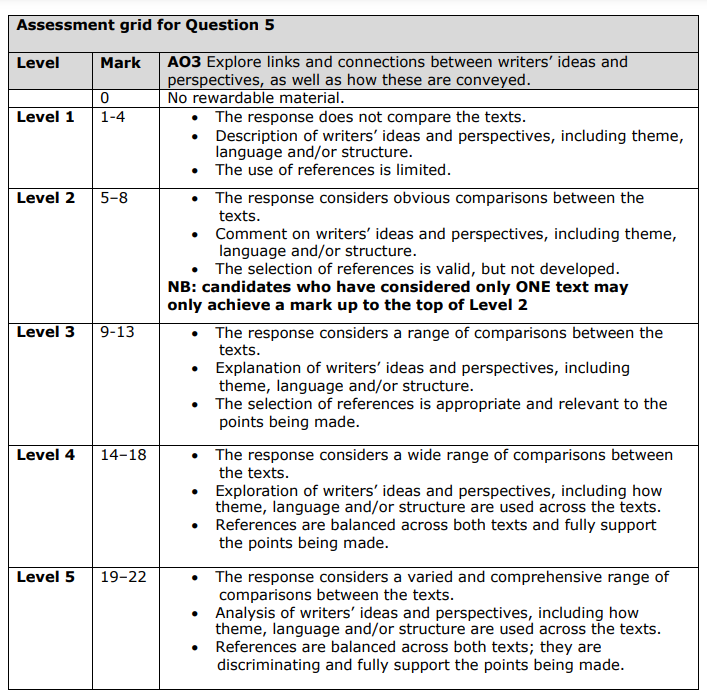 Assessment grid for Question 5
Level Mark AO3 Explore links and connections between writers' ideas and
perspectives, as well as how these are conveyed.
0 No rewardable material.
Level 1 1-4 • The response does not compare the texts.
• Description of writers' ideas and perspectives, including theme,
language and/or structure.
• The use of references is limited.
Level 2 5–8 • The response considers obvious comparisons between the
texts.
• Comment on writers' ideas and perspectives, including theme,
language and/or structure.
• The selection of references is valid, but not developed.
NB: candidates who have considered only ONE text may
only achieve a mark up to the top of Level 2
Level 3 9-13 • The response considers a range of comparisons between the
texts.
• Explanation of writers' ideas and perspectives, including
theme, language and/or structure.
• The selection of references is appropriate and relevant to the
points being made.
Level 4 14–18 • The response considers a wide range of comparisons between
the texts.
• Exploration of writers' ideas and perspectives, including how
theme, language and/or structure are used across the texts.
• References are balanced across both texts and fully support
the points being made.
Level 5 19–22 • The response considers a varied and comprehensive range of
comparisons between the texts.
• Analysis of writers' ideas and perspectives, including how
theme, language and/or structure are used across the texts.
• References are balanced across both texts; they are
discriminating and fully support the points being made.